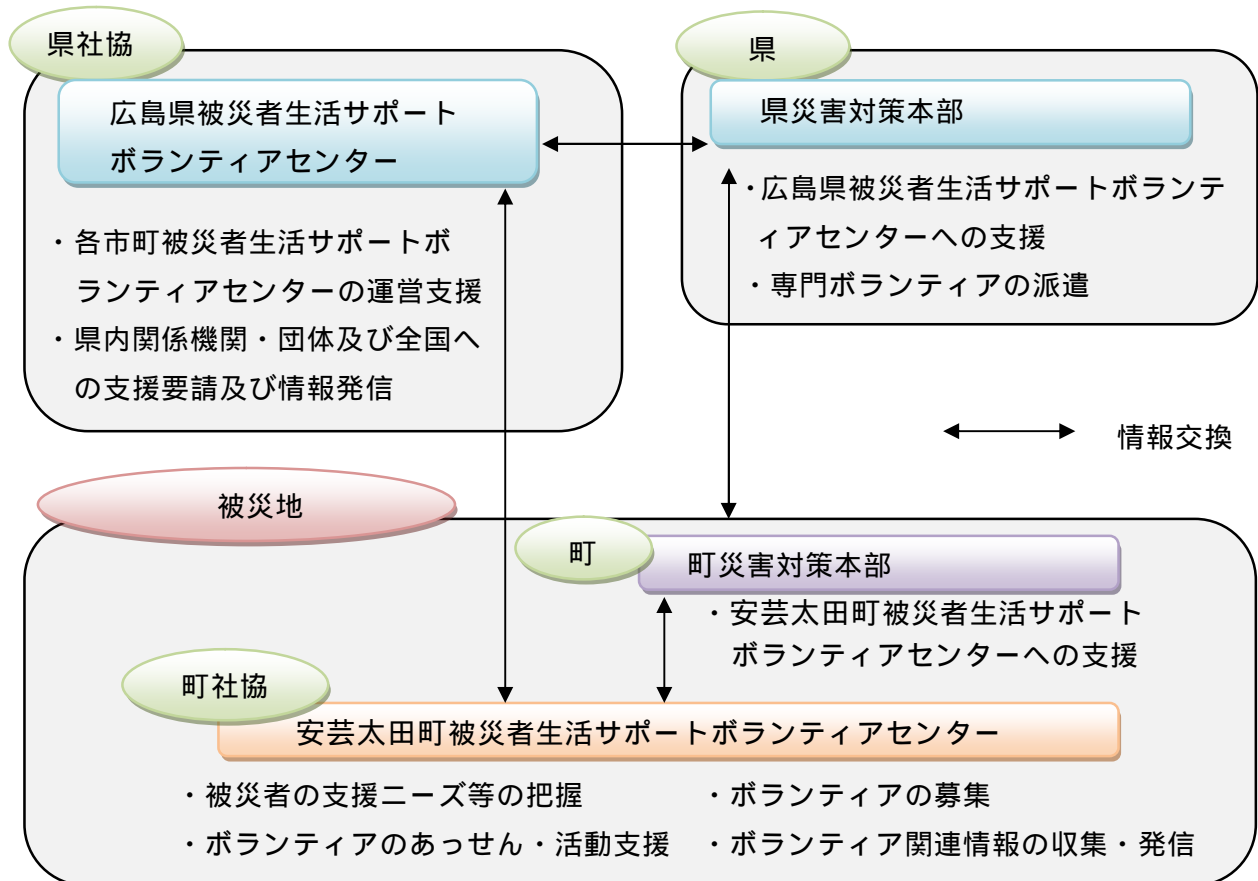 県社協
広島県被災者生活サポート
ボランティアセンター
・各市町被災者生活サポートボ
ランティアセンターの運営支援
・県内関係機関・団体及び全国へ
の支援要請及び情報発信
県
県災害対策本部
・広島県被災者生活サポートボランテ
ィアセンターへの支援
・専門ボランティアの派遣
情報交換
被災地
町
町災害対策本部
・安芸太田町被災者生活サポート
ボランティアセンターへの支援
町社協
安芸太田町被災者生活サポートボランティアセンター
・被災者の支援ニーズ等の把握
・ボランティアのあっせん・活動支援
・ボランティアの募集
・ボランティア関連情報の収集・発信